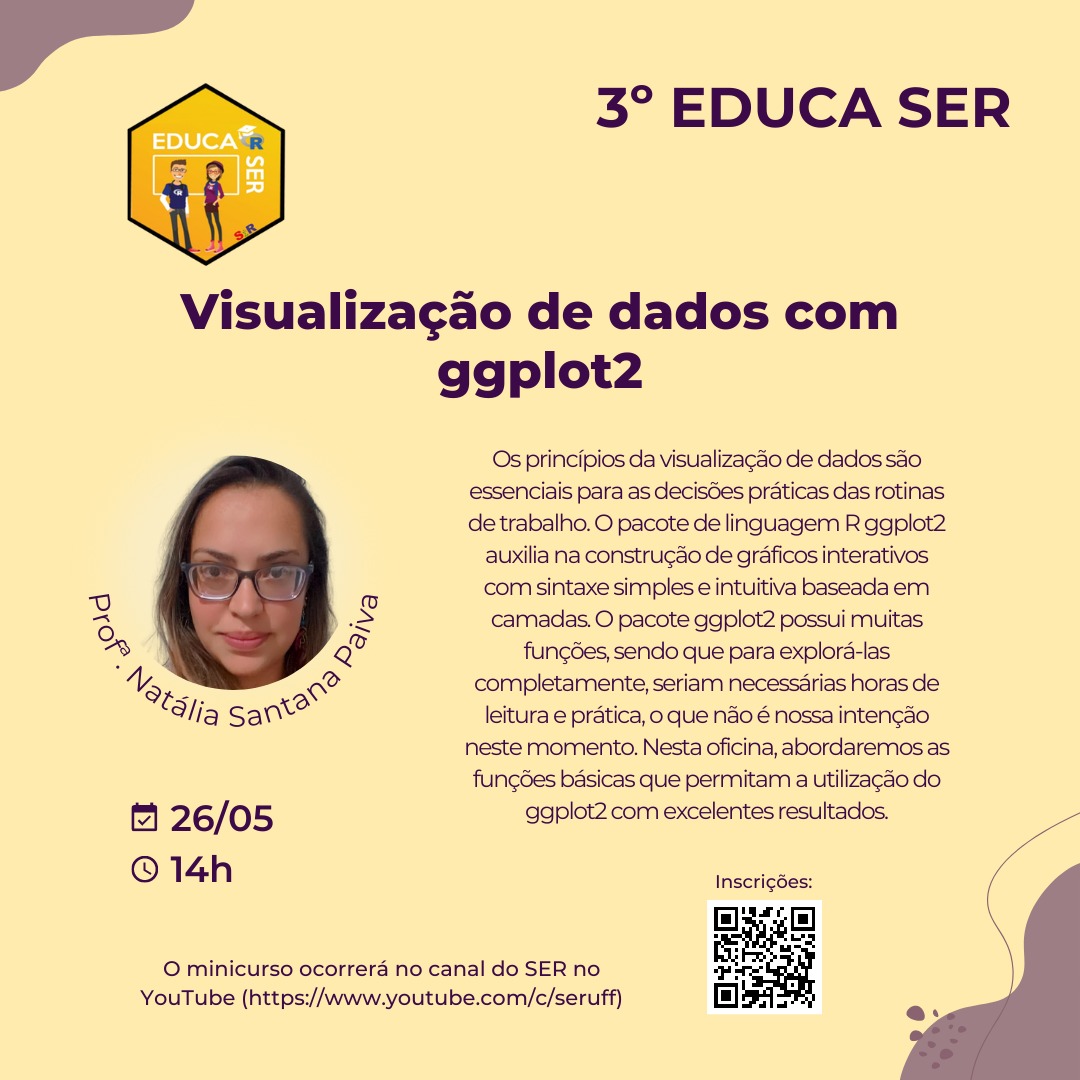 3º EDUCA SER
EDUCA R
SER
R
SER
Visualização de dados com
ggplot2
Profª. Natália Santana Paiva
Os princípios da visualização de dados são
essenciais para as decisões práticas das rotinas
de trabalho. O pacote de linguagem R ggplot2
auxilia na construção de gráficos interativos
com sintaxe simples e intuitiva baseada em
camadas. O pacote ggplot2 possui muitas
funções, sendo que para explorá-las
completamente, seriam necessárias horas de
leitura e prática, o que não é nossa intenção
neste momento. Nesta oficina, abordaremos as
funções básicas que permitam a utilização do
ggplot2 com excelentes resultados.
26/05
14h
Inscrições:
O minicurso ocorrerá no canal do SER no
YouTube (https://www.youtube.com/c/seruff)